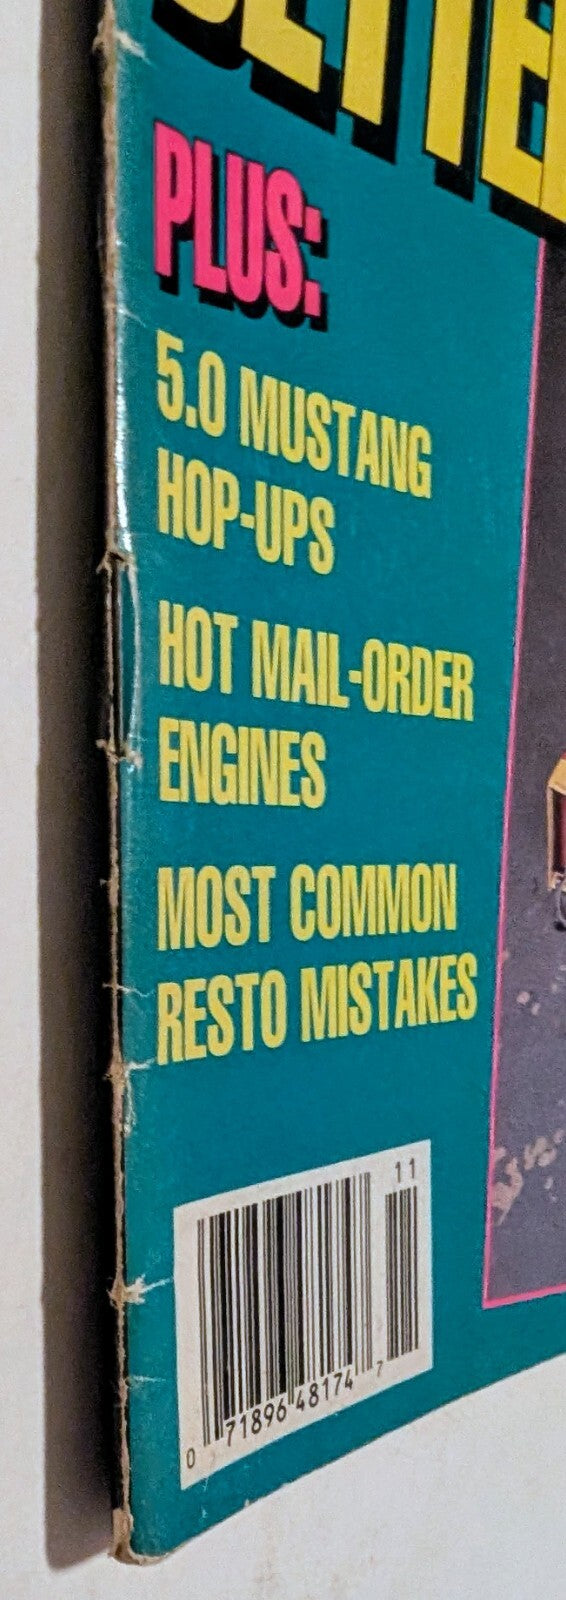 PLUS:
5.0 MUSTANG
HOP-UPS
HOT MAIL-ORDER
ENGINES
MOST COMMON
RESTO MISTAKES
11
0 71896 48174 7